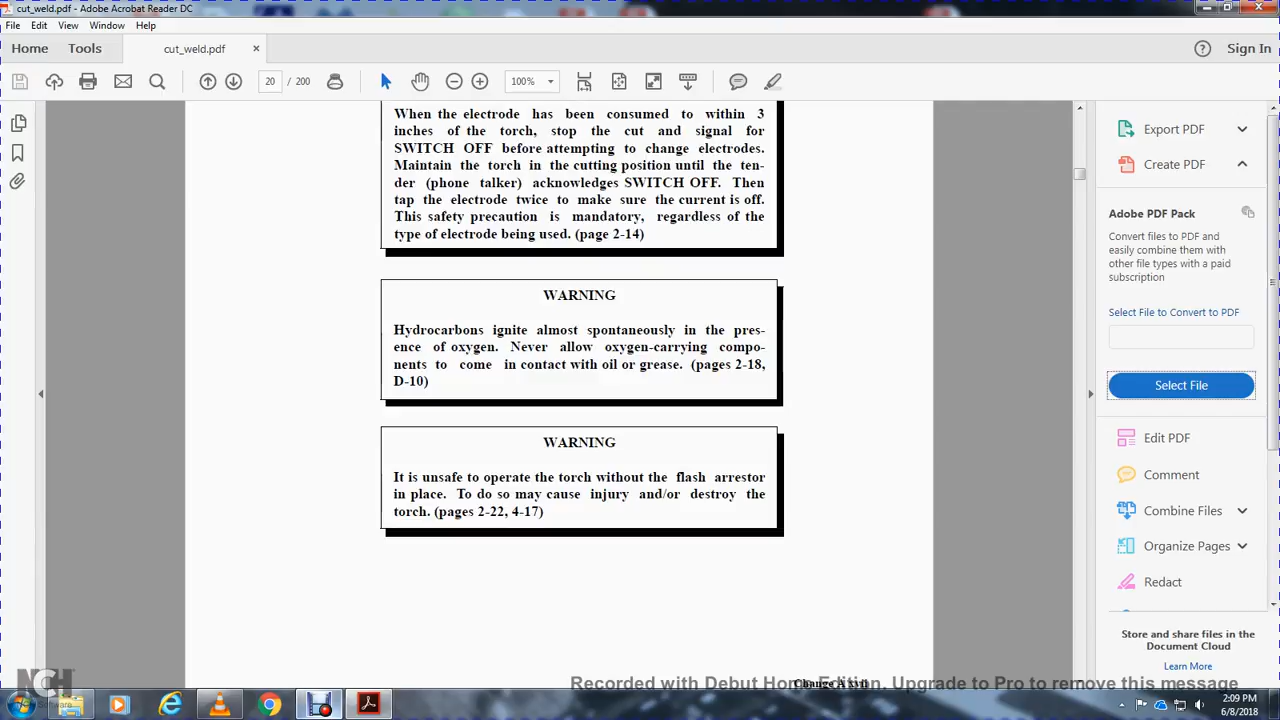 cut_weld.pdf - Adobe Acrobat Reader DC
File Edit View Window Help
Home Tools cut_weld.pdf × Sign In
20 / 200 100%
When the electrode has been consumed to within 3
inches of the torch, stop the cut and signal for
SWITCH OFF before attempting to change electrodes.
Maintain the torch in the cutting position until the ten-
der (phone talker) acknowledges SWITCH OFF. Then
tap the electrode twice to make sure the current is off.
This safety precaution is mandatory, regardless of the
type of electrode being used. (page 2-14)
WARNING
Hydrocarbons ignite almost spontaneously in the pres-
ence of oxygen. Never allow oxygen-carrying compo-
nents to come in contact with oil or grease. (pages 2-18,
D-10)
WARNING
It is unsafe to operate the torch without the flash arrestor
in place. To do so may cause injury and/or destroy the
torch. (pages 2-22, 4-17)
Export PDF
Create PDF
Adobe PDF Pack
Convert files to PDF and
easily combine them with
other file types with a paid
subscription
Select File to Convert to PDF
Select File
Edit PDF
Comment
Combine Files
Organize Pages
Redact
Store and share files in the
Document Cloud
Learn More
Change A xvii
NCH
Software
Recorded with Debut Home Edition. Upgrade to Pro to remove this message
2:09 PM
6/8/2018